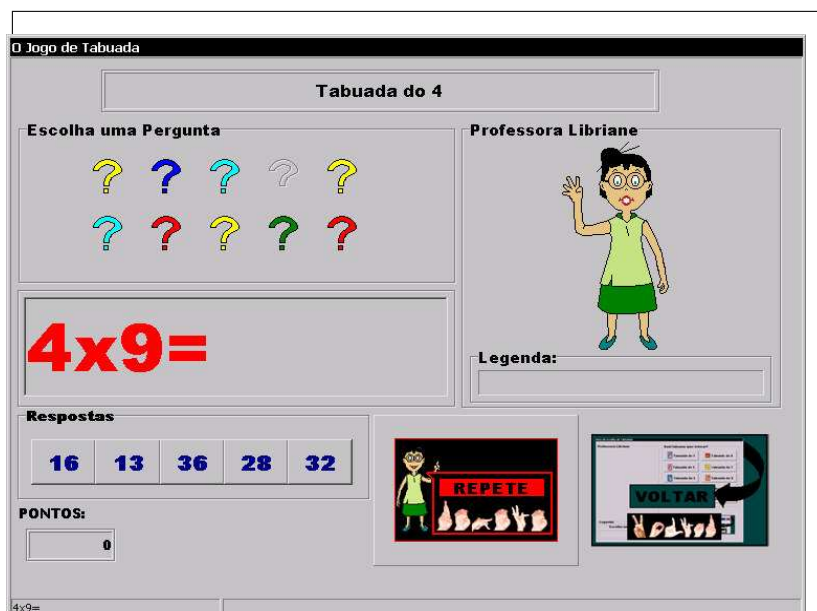 O Jogo de Tabuada
Tabuada do 4
Escolha uma Pergunta
Professora Libriane
? ? ? ? ?
? ? ? ? ?
4x9=
Legenda:
Respostas
16 13 36 28 32
REPETE
VOLTAR
PONTOS:
0
4x9=